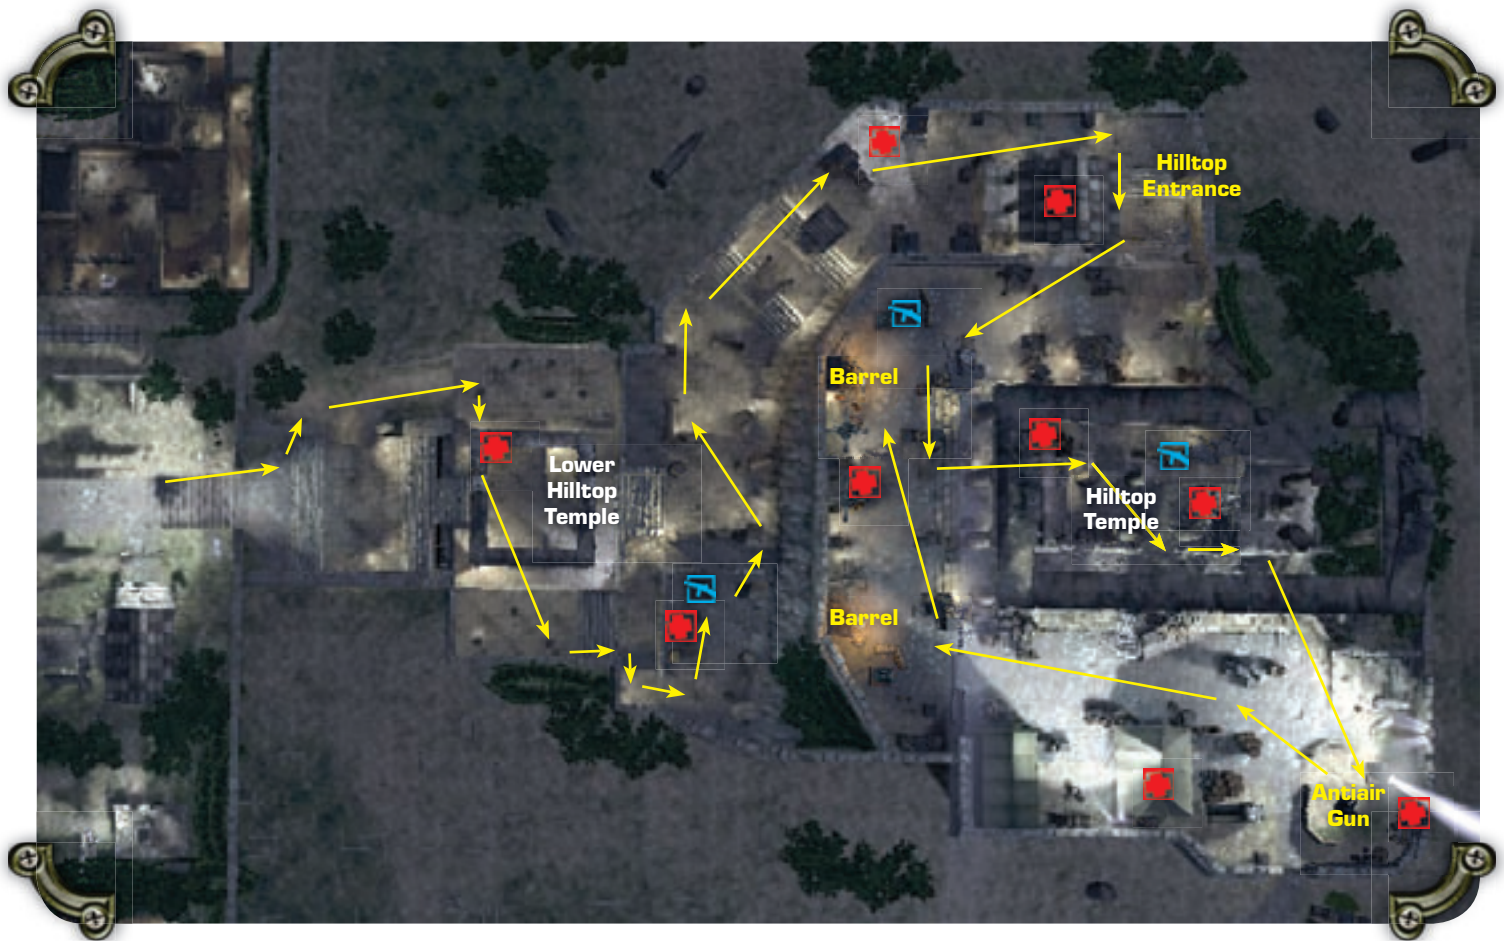 Hilltop
Entrance
Barrel
Lower
Hilltop
Temple
Hilltop
Temple
Barrel
Antiair
Gun